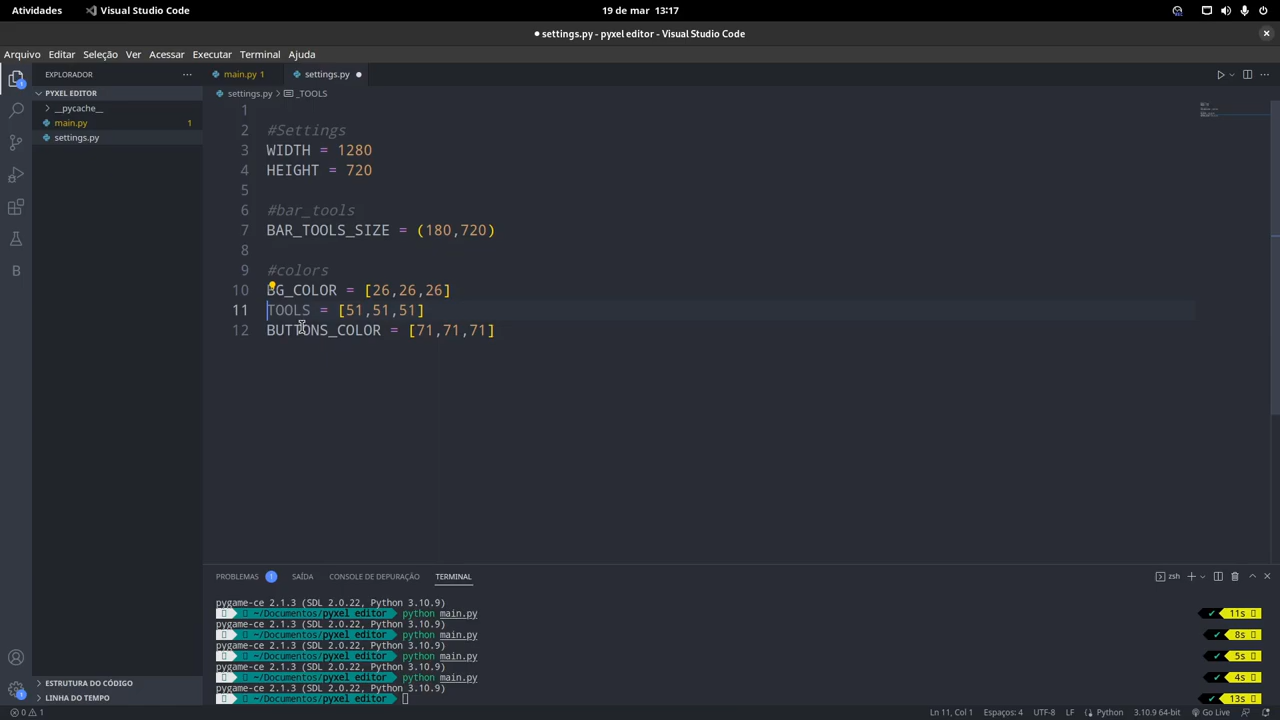 Atividades
Visual Studio Code
19 de mar 13:17
settings.py - pyxel editor - Visual Studio Code
Arquivo Editar Seleção Ver Acessar Executar Terminal Ajuda
EXPLORADOR
main.py 1
settings.py
PYXEL EDITOR
settings.py > _TOOLS
__pycache__
main.py 1
settings.py
1
2 #Settings
3 WIDTH = 1280
4 HEIGHT = 720
5
6 #bar_tools
7 BAR_TOOLS_SIZE = (180,720)
8
9 #colors
10 BG_COLOR = [26,26,26]
11 TOOLS = [51,51,51]
12 BUTTONS_COLOR = [71,71,71]
PROBLEMAS 1 SAÍDA CONSOLE DE DEPURAÇÃO TERMINAL
zsh
pygame-ce 2.1.3 (SDL 2.0.22, Python 3.10.9)
~/Documentos/pyxel editor python main.py 11s
pygame-ce 2.1.3 (SDL 2.0.22, Python 3.10.9)
~/Documentos/pyxel editor python main.py 8s
pygame-ce 2.1.3 (SDL 2.0.22, Python 3.10.9)
~/Documentos/pyxel editor python main.py 5s
pygame-ce 2.1.3 (SDL 2.0.22, Python 3.10.9)
~/Documentos/pyxel editor python main.py 4s
pygame-ce 2.1.3 (SDL 2.0.22, Python 3.10.9)
~/Documentos/pyxel editor 13s
ESTRUTURA DO CÓDIGO
LINHA DO TEMPO
0 1
Ln 11, Col 1 Espaços: 4 UTF-8 LF Python 3.10.9 64-bit Go Live